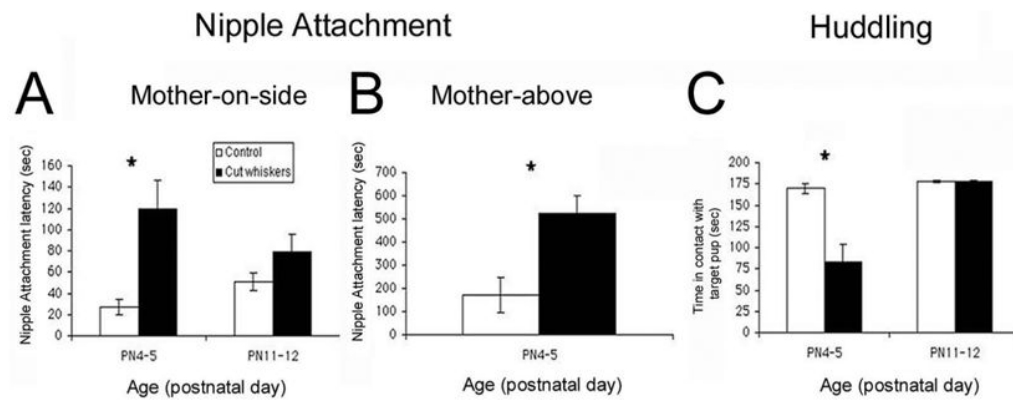 Nipple Attachment
Huddling
A
Mother-on-side
B
Mother-above
C
Nipple Attachment latency (sec)
160
140
120
100
80
60
40
20
0
*
Control
Cut whiskers
PN4-5
PN11-12
Age (postnatal day)
Nipple Attachment latency (sec)
700
600
500
400
300
200
100
0
*
PN4-5
Age (postnatal day)
Time in contact with
target pup (sec)
200
175
150
125
100
75
50
25
0
*
PN4-5
PN11-12
Age (postnatal day)